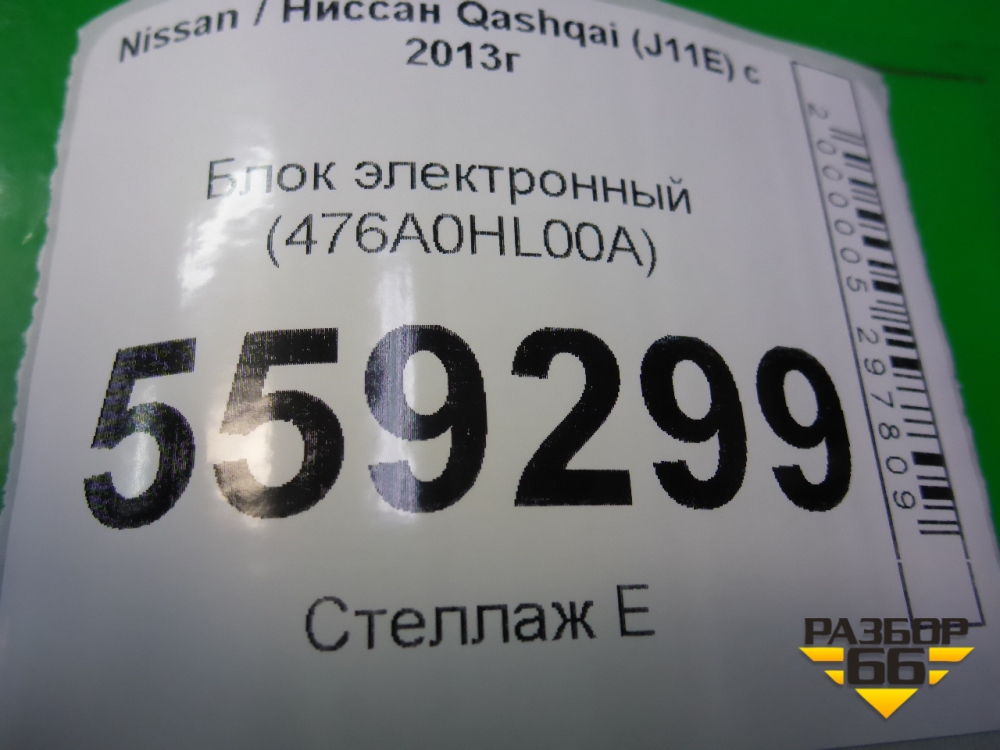 Nissan / Ниссан Qashqai (J11E) с
2013г
Блок электронный
(476A0HL00A)
559299
Стеллаж Е
2000005297809
РАЗБОР
66